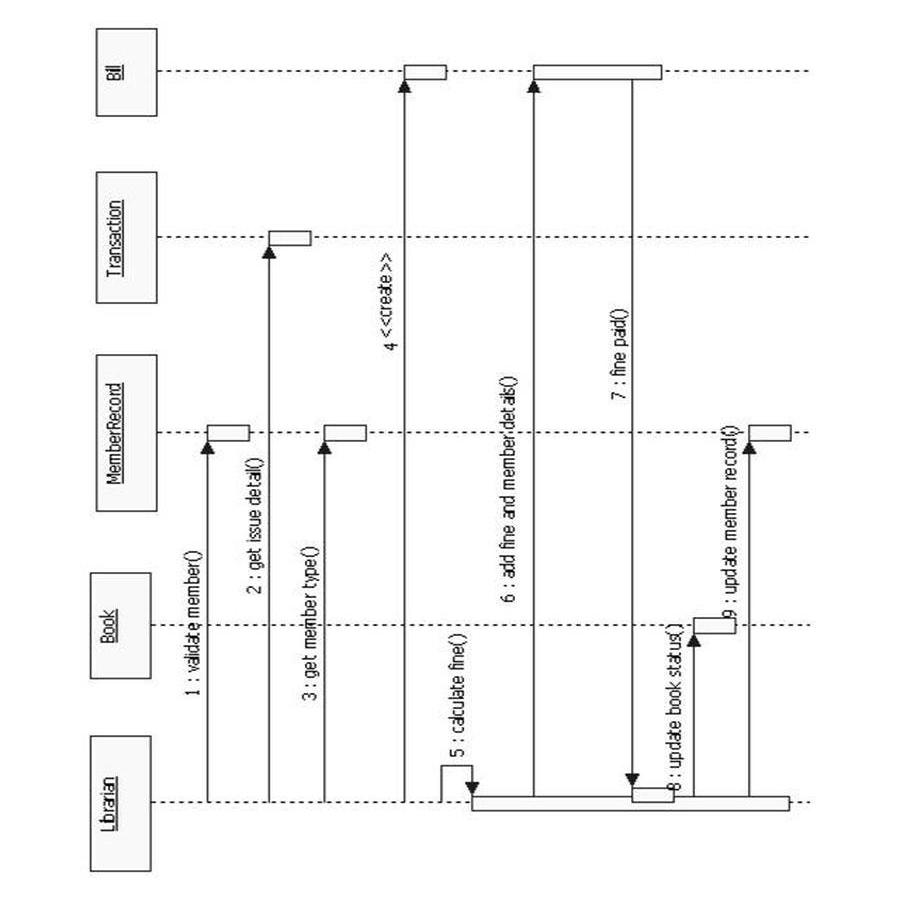 Librarian
Book
MemberRecord
Transaction
Bill
1 : validate member()
2 : get issue detail()
3 : get member type()
4 <<create>>
5 : calculate fine()
6 : add fine and member details()
7 : fine paid()
8 : update book status()
9 : update member record()